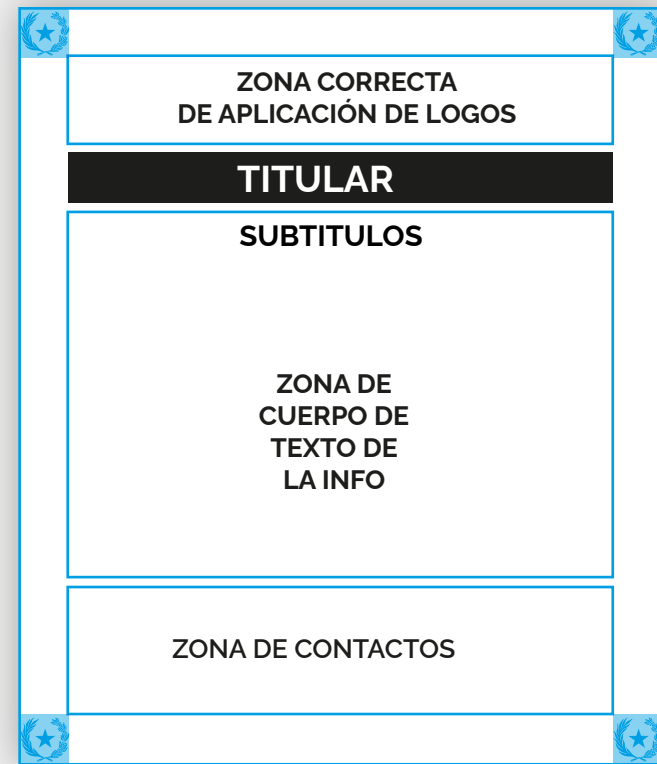 ZONA CORRECTA
DE APLICACIÓN DE LOGOS
TITULAR
SUBTITULOS
ZONA DE
CUERPO DE
TEXTO DE
LA INFO
ZONA DE CONTACTOS